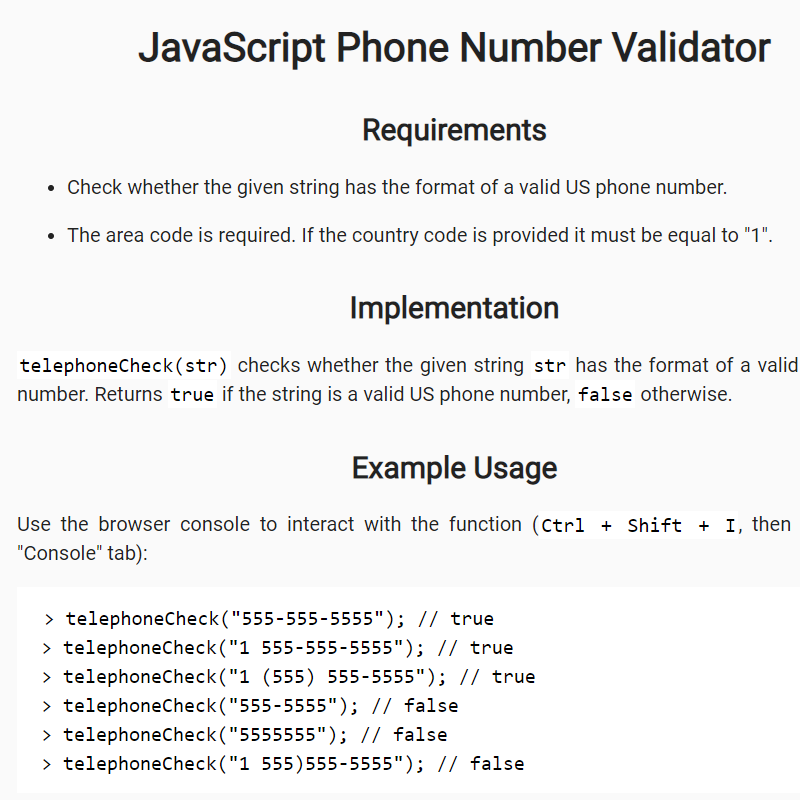 JavaScript Phone Number Validator
Requirements
• Check whether the given string has the format of a valid US phone number.
• The area code is required. If the country code is provided it must be equal to "1".
Implementation
telephoneCheck(str) checks whether the given string str has the format of a valid
number. Returns true if the string is a valid US phone number, false otherwise.
Example Usage
Use the browser console to interact with the function (Ctrl + Shift + I, then
"Console" tab):
> telephoneCheck("555-555-5555"); // true
> telephoneCheck("1 555-555-5555"); // true
> telephoneCheck("1 (555) 555-5555"); // true
> telephoneCheck("555-5555"); // false
> telephoneCheck("5555555"); // false
> telephoneCheck("1 555)555-5555"); // false